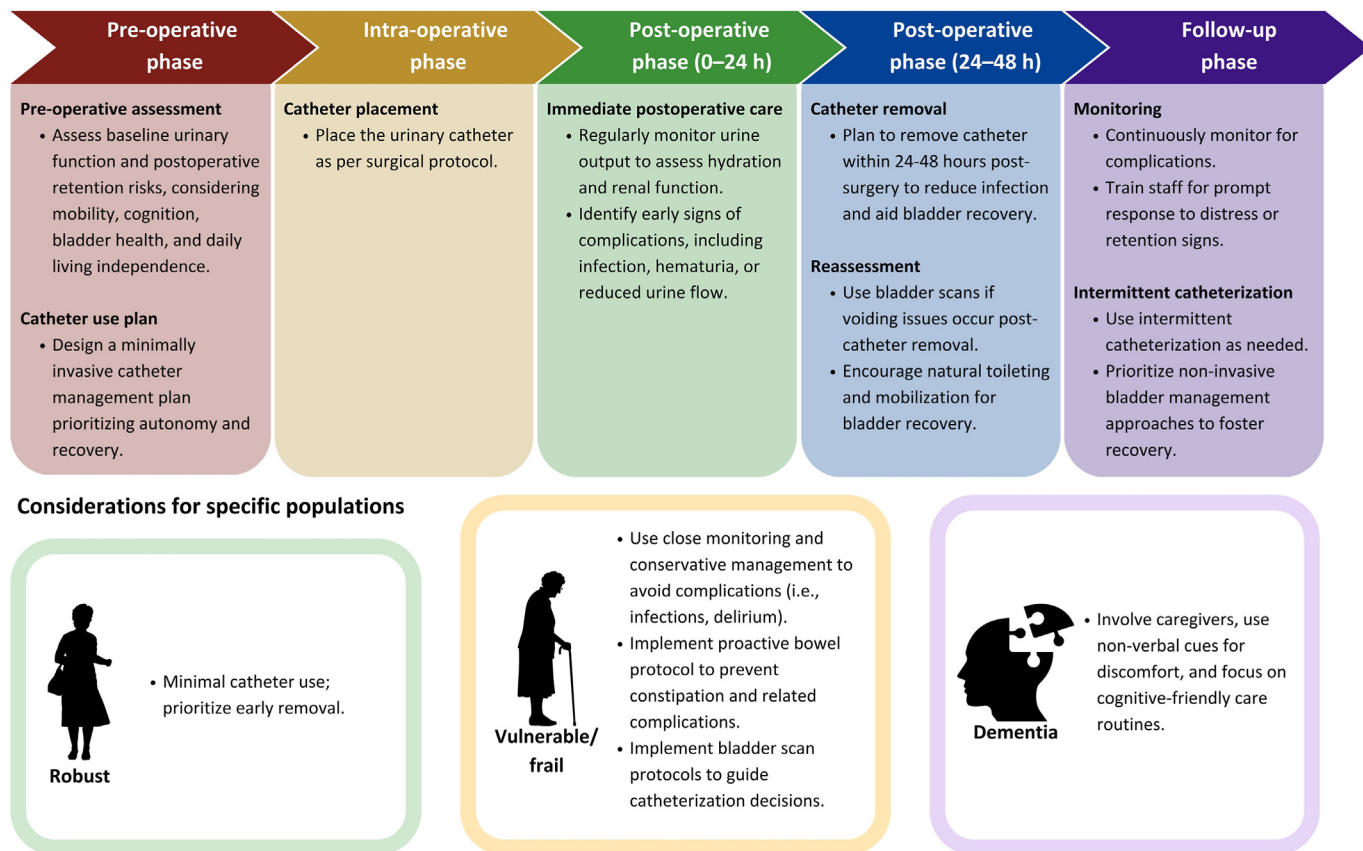 Pre-operative
phase
Intra-operative
phase
Post-operative
phase (0–24 h)
Post-operative
phase (24–48 h)
Follow-up
phase
Pre-operative assessment
• Assess baseline urinary
function and postoperative
retention risks, considering
mobility, cognition,
bladder health, and daily
living independence.
Catheter use plan
• Design a minimally
invasive catheter
management plan
prioritizing autonomy and
recovery.
Catheter placement
• Place the urinary catheter
as per surgical protocol.
Immediate postoperative care
• Regularly monitor urine
output to assess hydration
and renal function.
• Identify early signs of
complications, including
infection, hematuria, or
reduced urine flow.
Catheter removal
• Plan to remove catheter
within 24-48 hours post-
surgery to reduce infection
and aid bladder recovery.
Reassessment
• Use bladder scans if
voiding issues occur post-
catheter removal.
• Encourage natural toileting
and mobilization for
bladder recovery.
Monitoring
• Continuously monitor for
complications.
• Train staff for prompt
response to distress or
retention signs.
Intermittent catheterization
• Use intermittent
catheterization as needed.
• Prioritize non-invasive
bladder management
approaches to foster
recovery.
Considerations for specific populations
Robust
• Minimal catheter use;
prioritize early removal.
Vulnerable/
frail
• Use close monitoring and
conservative management to
avoid complications (i.e.,
infections, delirium).
• Implement proactive bowel
protocol to prevent
constipation and related
complications.
• Implement bladder scan
protocols to guide
catheterization decisions.
Dementia
• Involve caregivers, use
non-verbal cues for
discomfort, and focus on
cognitive-friendly care
routines.